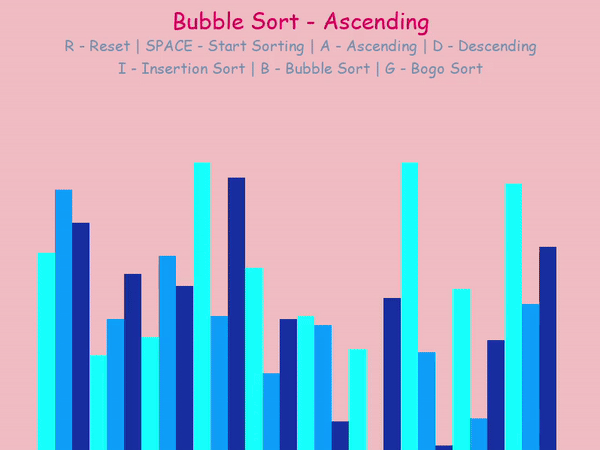 Bubble Sort - Ascending
R - Reset | SPACE - Start Sorting | A - Ascending | D - Descending
I - Insertion Sort | B - Bubble Sort | G - Bogo Sort